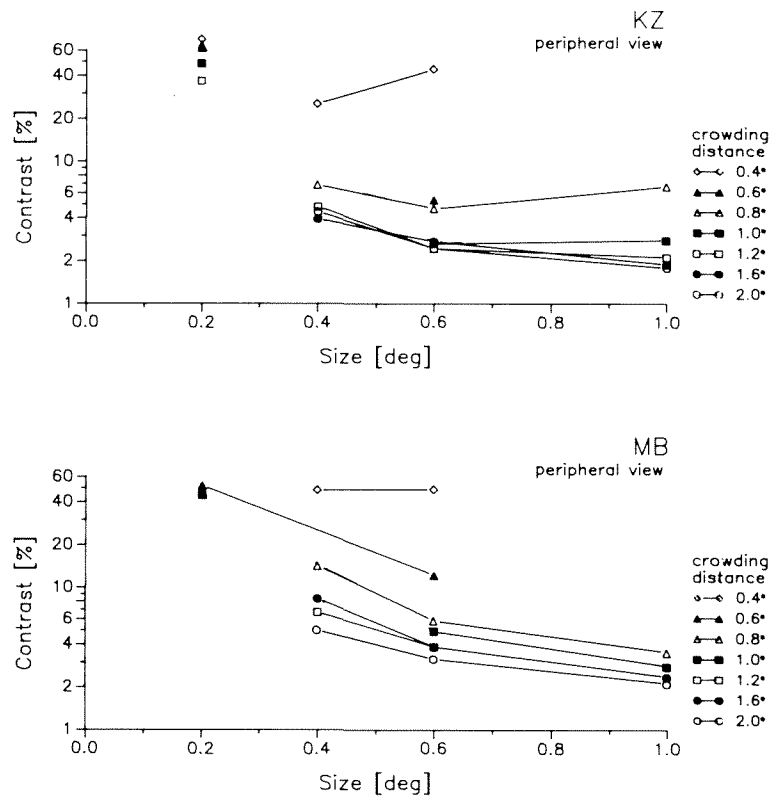 KZ
peripheral view
60
40
20
10
6
4
2
1
Contrast [%]
0.0 0.2 0.4 0.6 0.8 1.0
Size [deg]
crowding
distance
0.4°
0.6°
0.8°
1.0°
1.2°
1.6°
2.0°
MB
peripheral view
60
40
20
10
6
4
2
1
Contrast [%]
0.0 0.2 0.4 0.6 0.8 1.0
Size [deg]
crowding
distance
0.4°
0.6°
0.8°
1.0°
1.2°
1.6°
2.0°